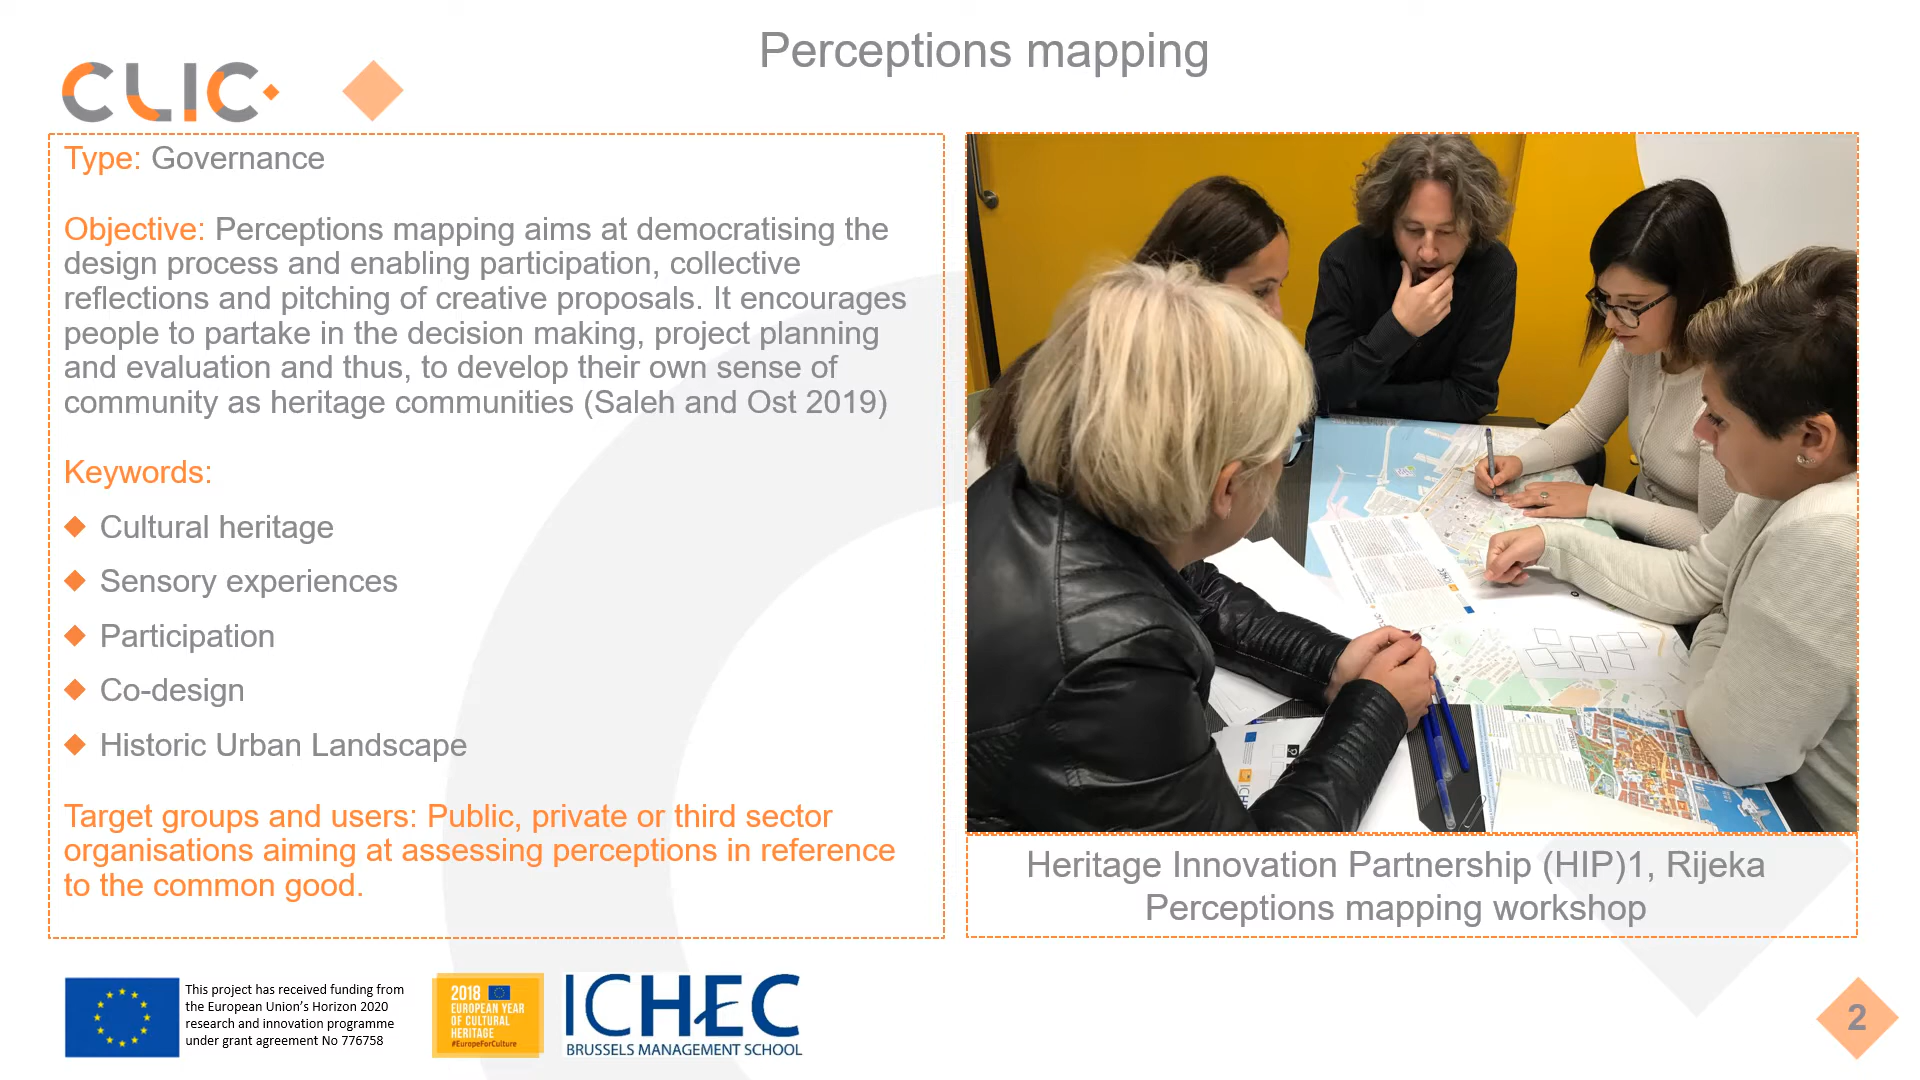 Perceptions mapping
CLIC
Type: Governance
Objective: Perceptions mapping aims at democratising the
design process and enabling participation, collective
reflections and pitching of creative proposals. It encourages
people to partake in the decision making, project planning
and evaluation and thus, to develop their own sense of
community as heritage communities (Saleh and Ost 2019)
Keywords:
Cultural heritage
Sensory experiences
Participation
Co-design
Historic Urban Landscape
Target groups and users: Public, private or third sector
organisations aiming at assessing perceptions in reference
to the common good.
ICHEC
Heritage Innovation Partnership (HIP)1, Rijeka
Perceptions mapping workshop
This project has received funding from
the European Union's Horizon 2020
research and innovation programme
under grant agreement No 776758
2018
EUROPEAN YEAR
OF CULTURAL
HERITAGE
#EuropeForCulture
ICHEC
BRUSSELS MANAGEMENT SCHOOL
2